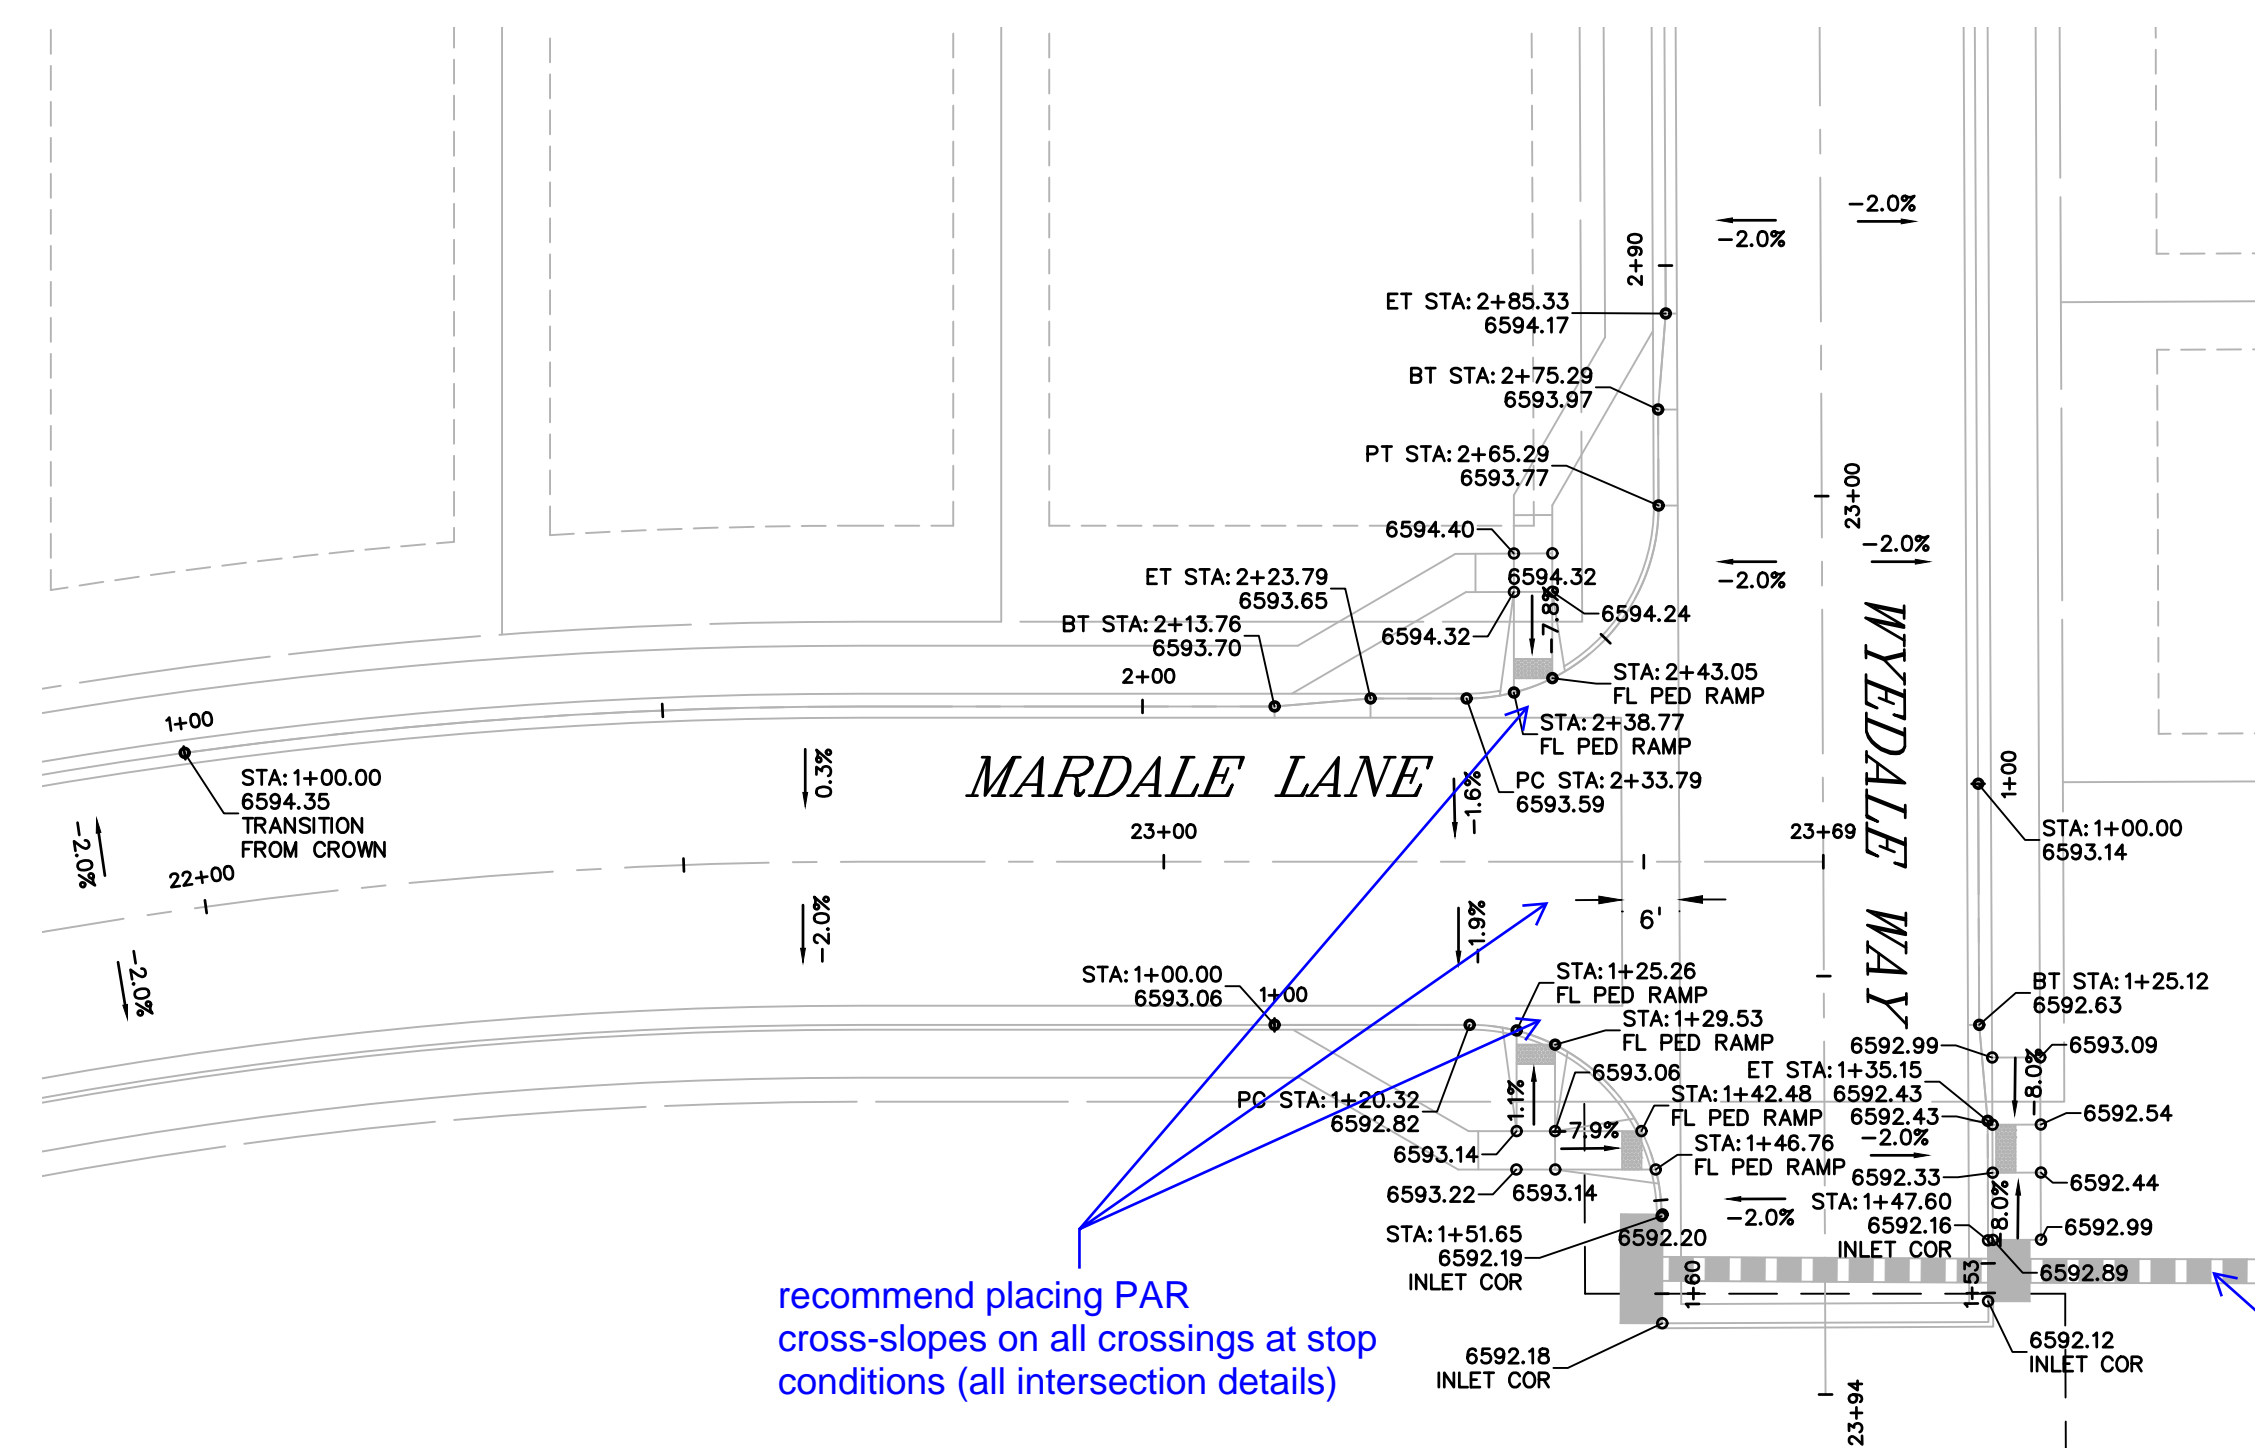 -2.0%
-2.0%
2+90
ET STA: 2+85.33
6594.17
BT STA: 2+75.29
6593.97
PT STA: 2+65.29
6593.77
23+00
6594.40
-2.0%
-2.0%
ET STA: 2+23.79
6593.65
6594.32
-7.8%
6594.24
BT STA: 2+13.76
6593.70
6594.32
STA: 2+43.05
FL PED RAMP
2+00
1+00
STA: 2+38.77
FL PED RAMP
MARDALE LANE
WYEDALE WAY
STA: 1+00.00
6594.35
TRANSITION
FROM CROWN
0.3%
-1.6%
PC STA: 2+33.79
6593.59
1+00
23+00
23+69
STA: 1+00.00
6593.14
-2.0%
22+00
-2.0%
-1.9%
6'
-2.0%
STA: 1+00.00
6593.06
1+00
STA: 1+25.26
FL PED RAMP
BT STA: 1+25.12
6592.63
STA: 1+29.53
FL PED RAMP
6592.99
6593.09
6593.06
ET STA: 1+35.15
6592.43
-8.0%
PC STA: 1+20.32
6592.82
1.1%
STA: 1+42.48
FL PED RAMP
6592.43
6592.54
-7.9%
6593.14
STA: 1+46.76
FL PED RAMP
-2.0%
6592.33
6592.44
6593.22
6593.14
-2.0%
STA: 1+47.60
6592.16
INLET COR
-8.0%
6592.99
STA: 1+51.65
6592.19
INLET COR
6592.20
6592.89
1+60
1+53
recommend placing PAR
cross-slopes on all crossings at stop
conditions (all intersection details)
6592.18
INLET COR
6592.12
INLET COR
23+94